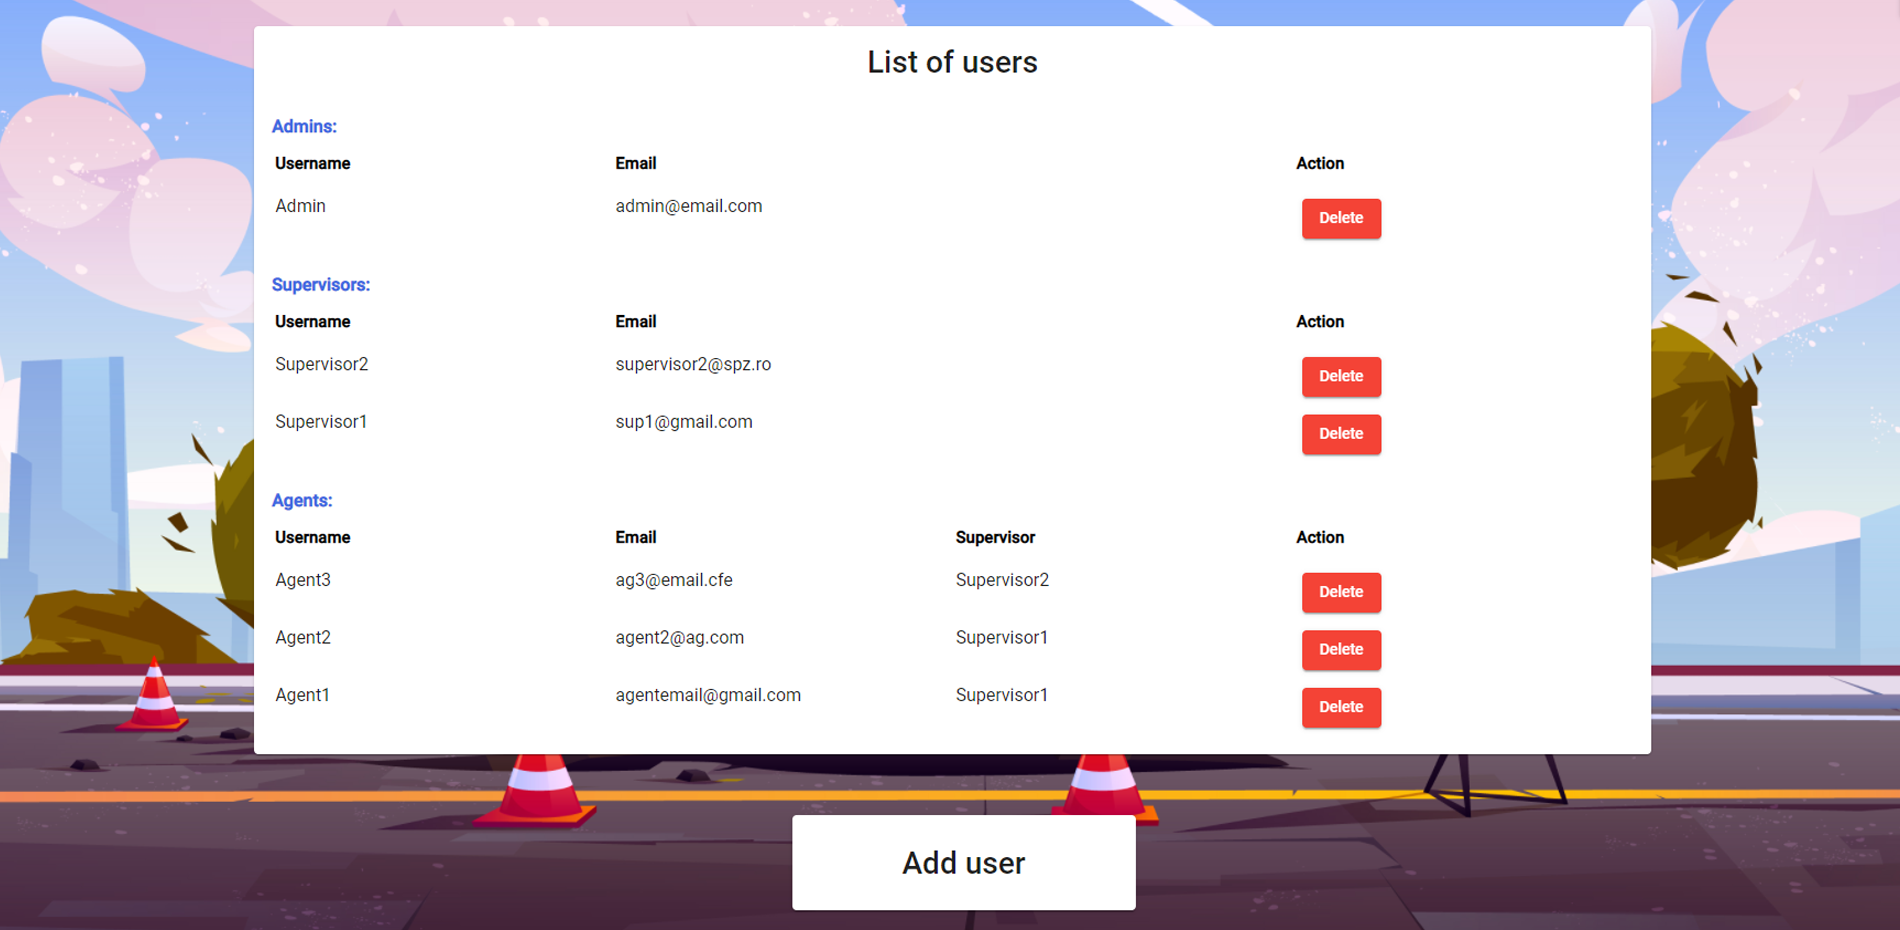 List of users
Admins:
Username Email Action
Admin admin@email.com Delete
Supervisors:
Username Email Action
Supervisor2 supervisor2@spz.ro Delete
Supervisor1 sup1@gmail.com Delete
Agents:
Username Email Supervisor Action
Agent3 ag3@email.cfe Supervisor2 Delete
Agent2 agent2@ag.com Supervisor1 Delete
Agent1 agentemail@gmail.com Supervisor1 Delete
Add user